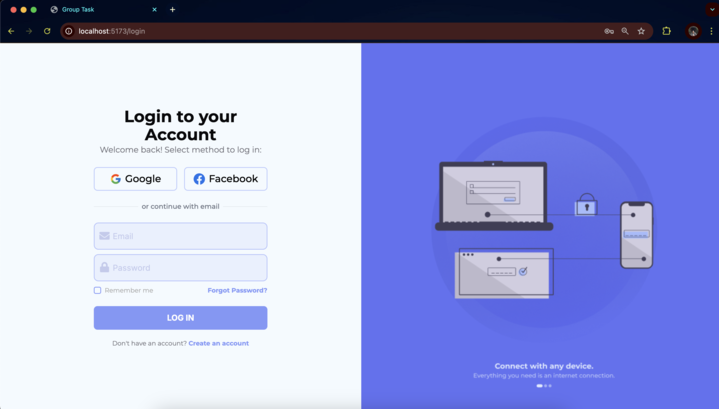 Group Task
localhost:5173/login
Login to your
Account
Welcome back! Select method to log in:
Google
Facebook
or continue with email
Email
Password
Remember me
Forgot Password?
LOG IN
Don't have an account? Create an account
Connect with any device.
Everything you need is an internet connection.